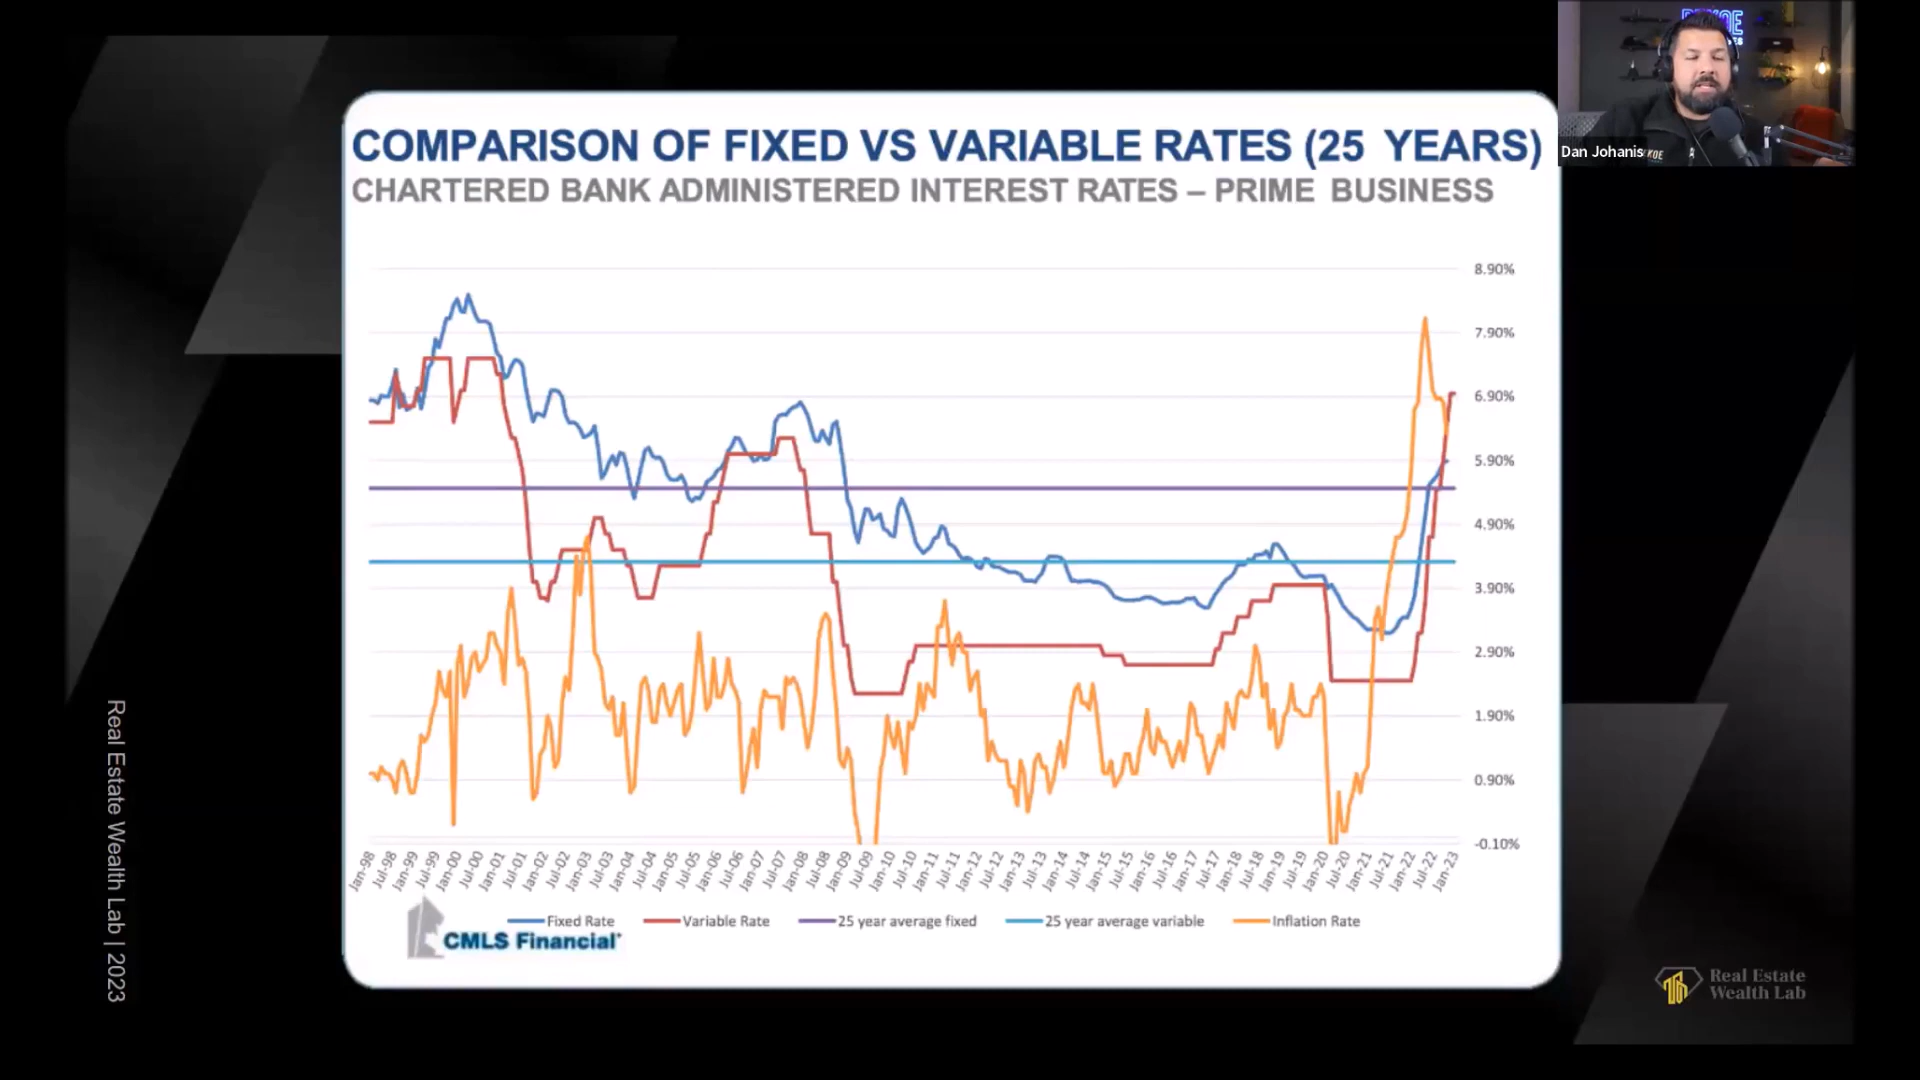 COMPARISON OF FIXED VS VARIABLE RATES (25 YEARS)
CHARTERED BANK ADMINISTERED INTEREST RATES – PRIME BUSINESS
Dan Johanis
8.90%
7.90%
6.90%
5.90%
4.90%
3.90%
2.90%
1.90%
0.90%
-0.10%
Jan-98
Jul-98
Jan-99
Jul-99
Jan-00
Jul-00
Jan-01
Jul-01
Jan-02
Jul-02
Jan-03
Jul-03
Jan-04
Jul-04
Jan-05
Jul-05
Jan-06
Jul-06
Jan-07
Jul-07
Jan-08
Jul-08
Jan-09
Jul-09
Jan-10
Jul-10
Jan-11
Jul-11
Jan-12
Jul-12
Jan-13
Jul-13
Jan-14
Jul-14
Jan-15
Jul-15
Jan-16
Jul-16
Jan-17
Jul-17
Jan-18
Jul-18
Jan-19
Jul-19
Jan-20
Jul-20
Jan-21
Jul-21
Jan-22
Jul-22
Jan-23
Fixed Rate
Variable Rate
25 year average fixed
25 year average variable
Inflation Rate
CMLS Financial
Real Estate Wealth Lab | 2023
Real Estate
Wealth Lab